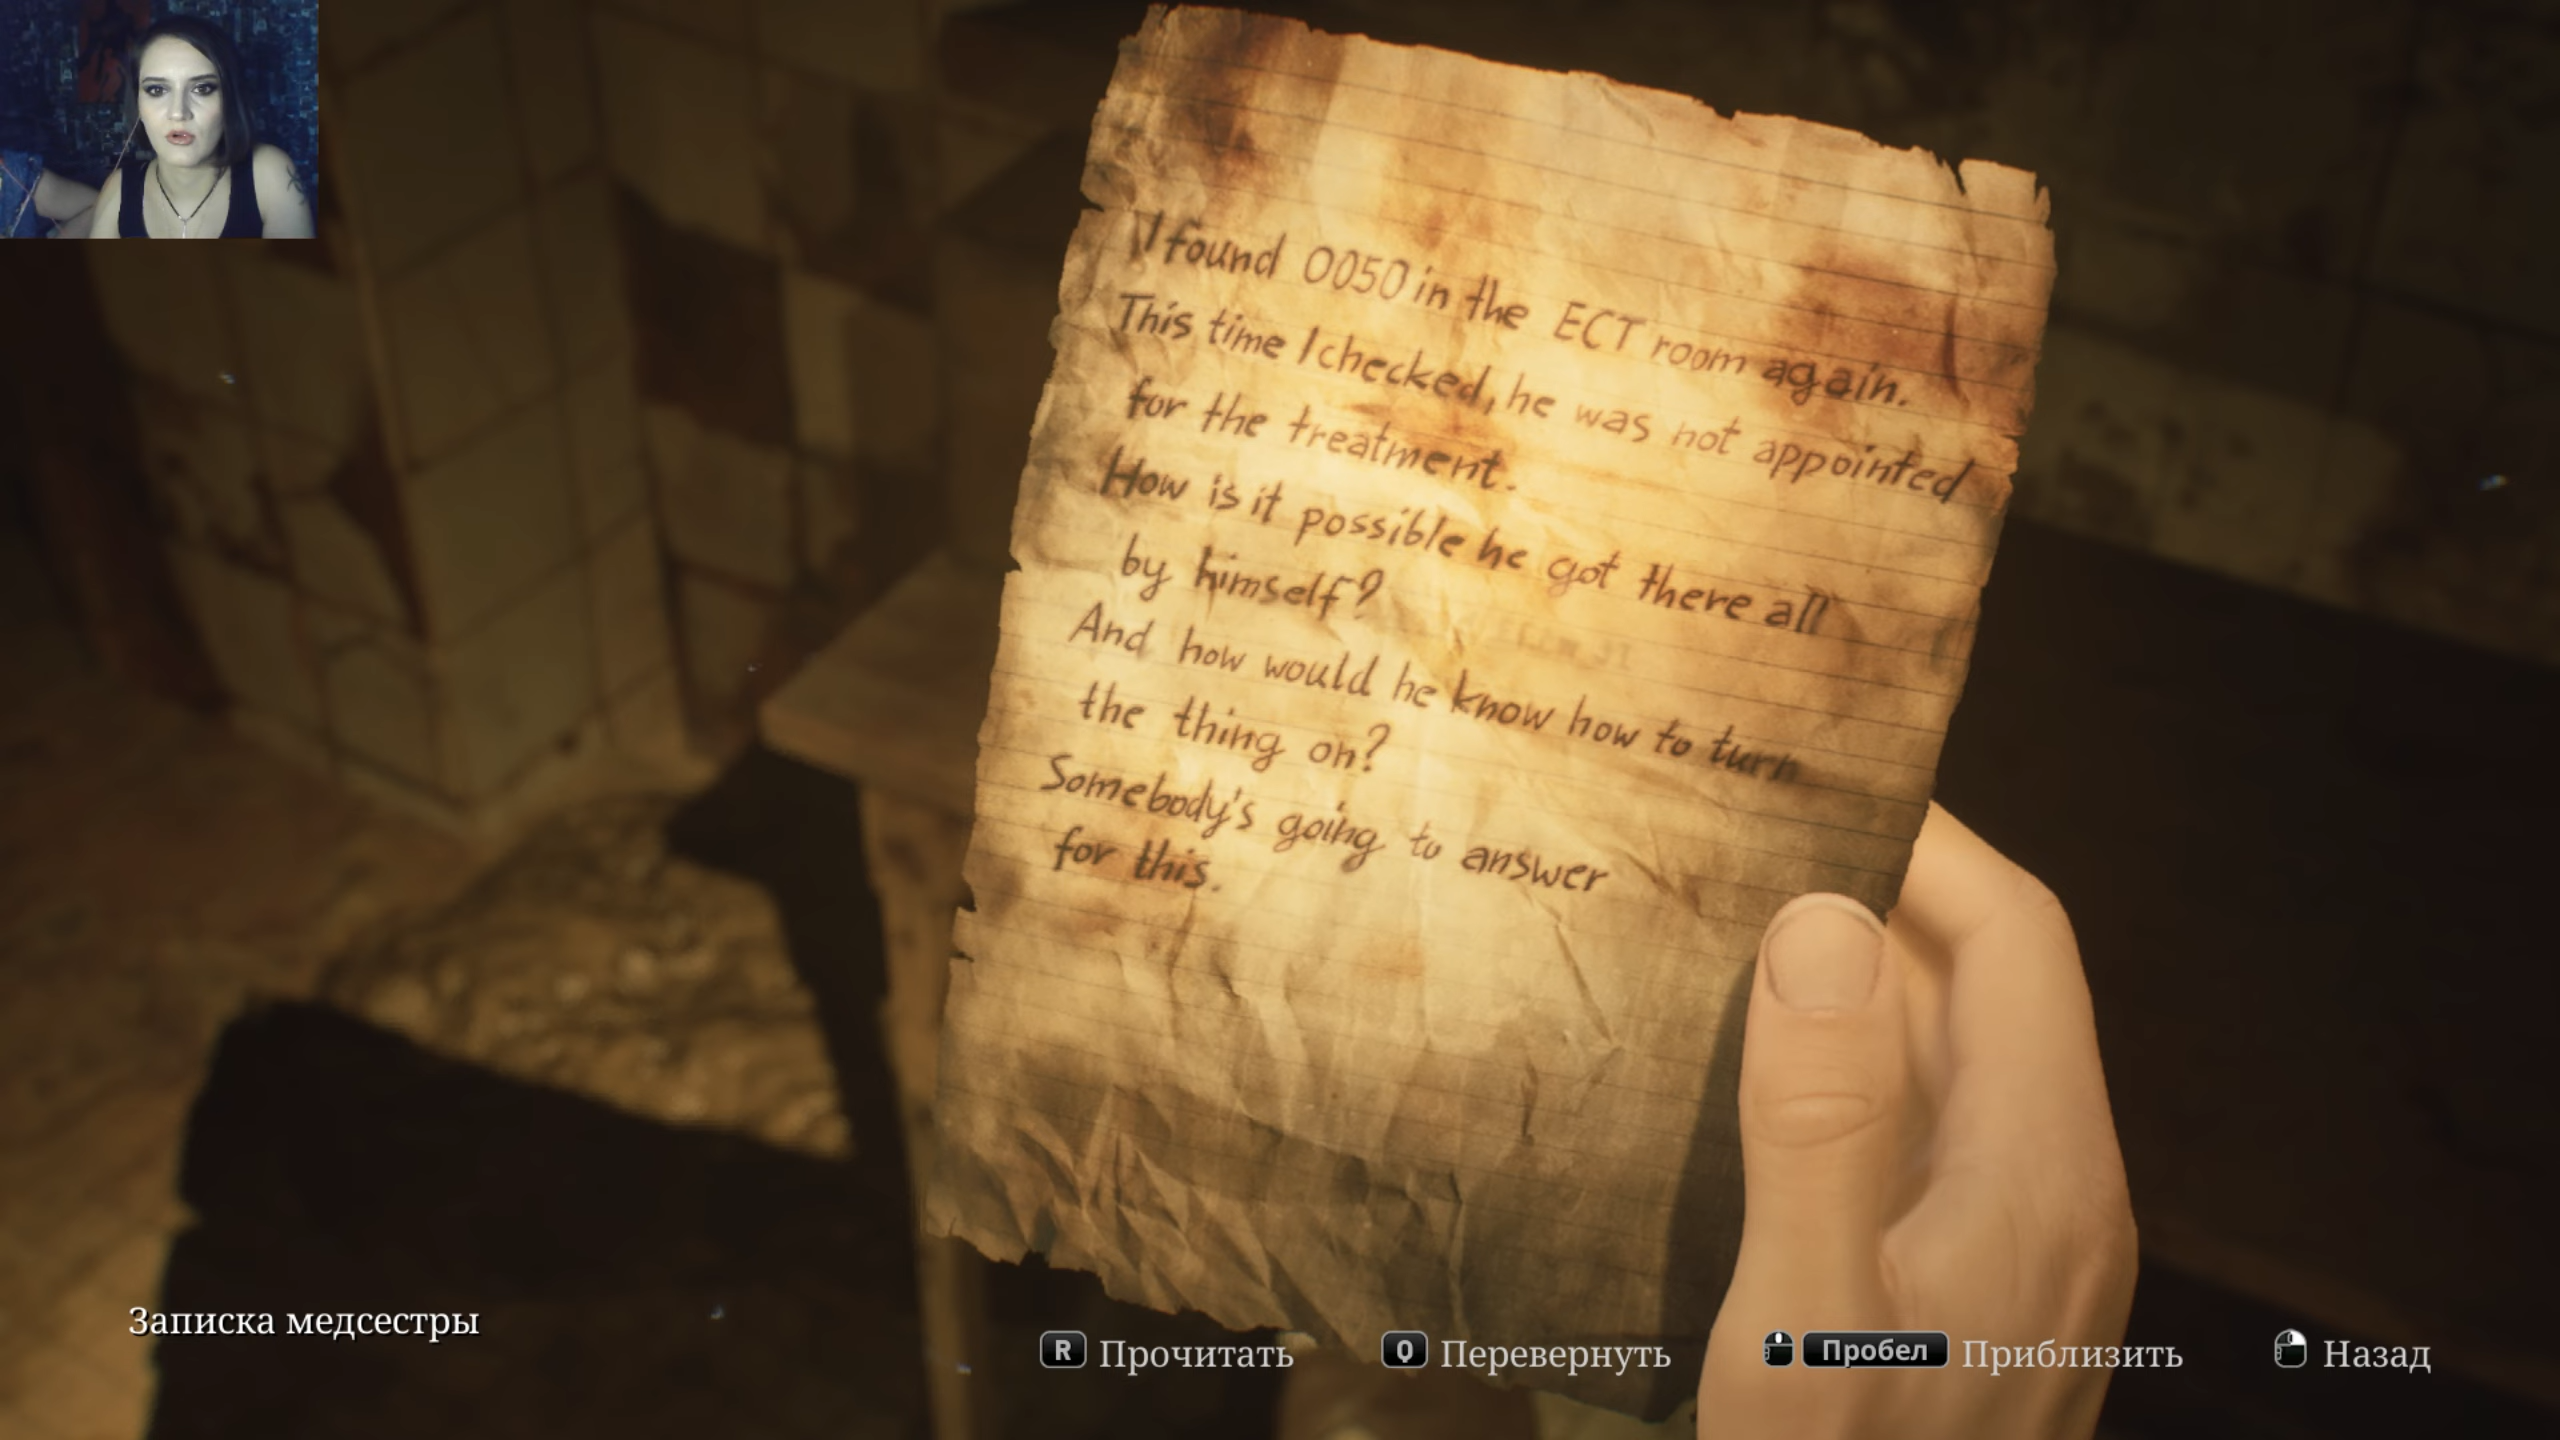 I found 0050 in the ECT room again.
This time I checked, he was not appointed
for the treatment.
How is it possible he got there all
by himself?
And how would he know how to turn
the thing on?
Somebody's going to answer
for this.
Записка медсестры
R Прочитать Q Перевернуть Пробел Приблизить Назад